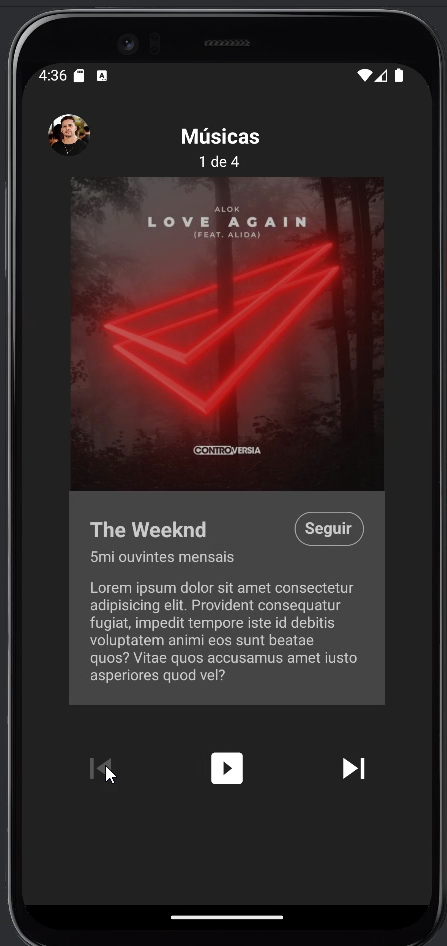 4:36
A
Músicas
1 de 4
ALOK
LOVE AGAIN
(FEAT. ALIDA)
CONTROVERSIA
The Weeknd
Seguir
5mi ouvintes mensais
Lorem ipsum dolor sit amet consectetur
adipisicing elit. Provident consequatur
fugiat, impedit tempore iste id debitis
voluptatem animi eos sunt beatae
quos? Vitae quos accusamus amet iusto
asperiores quod vel?